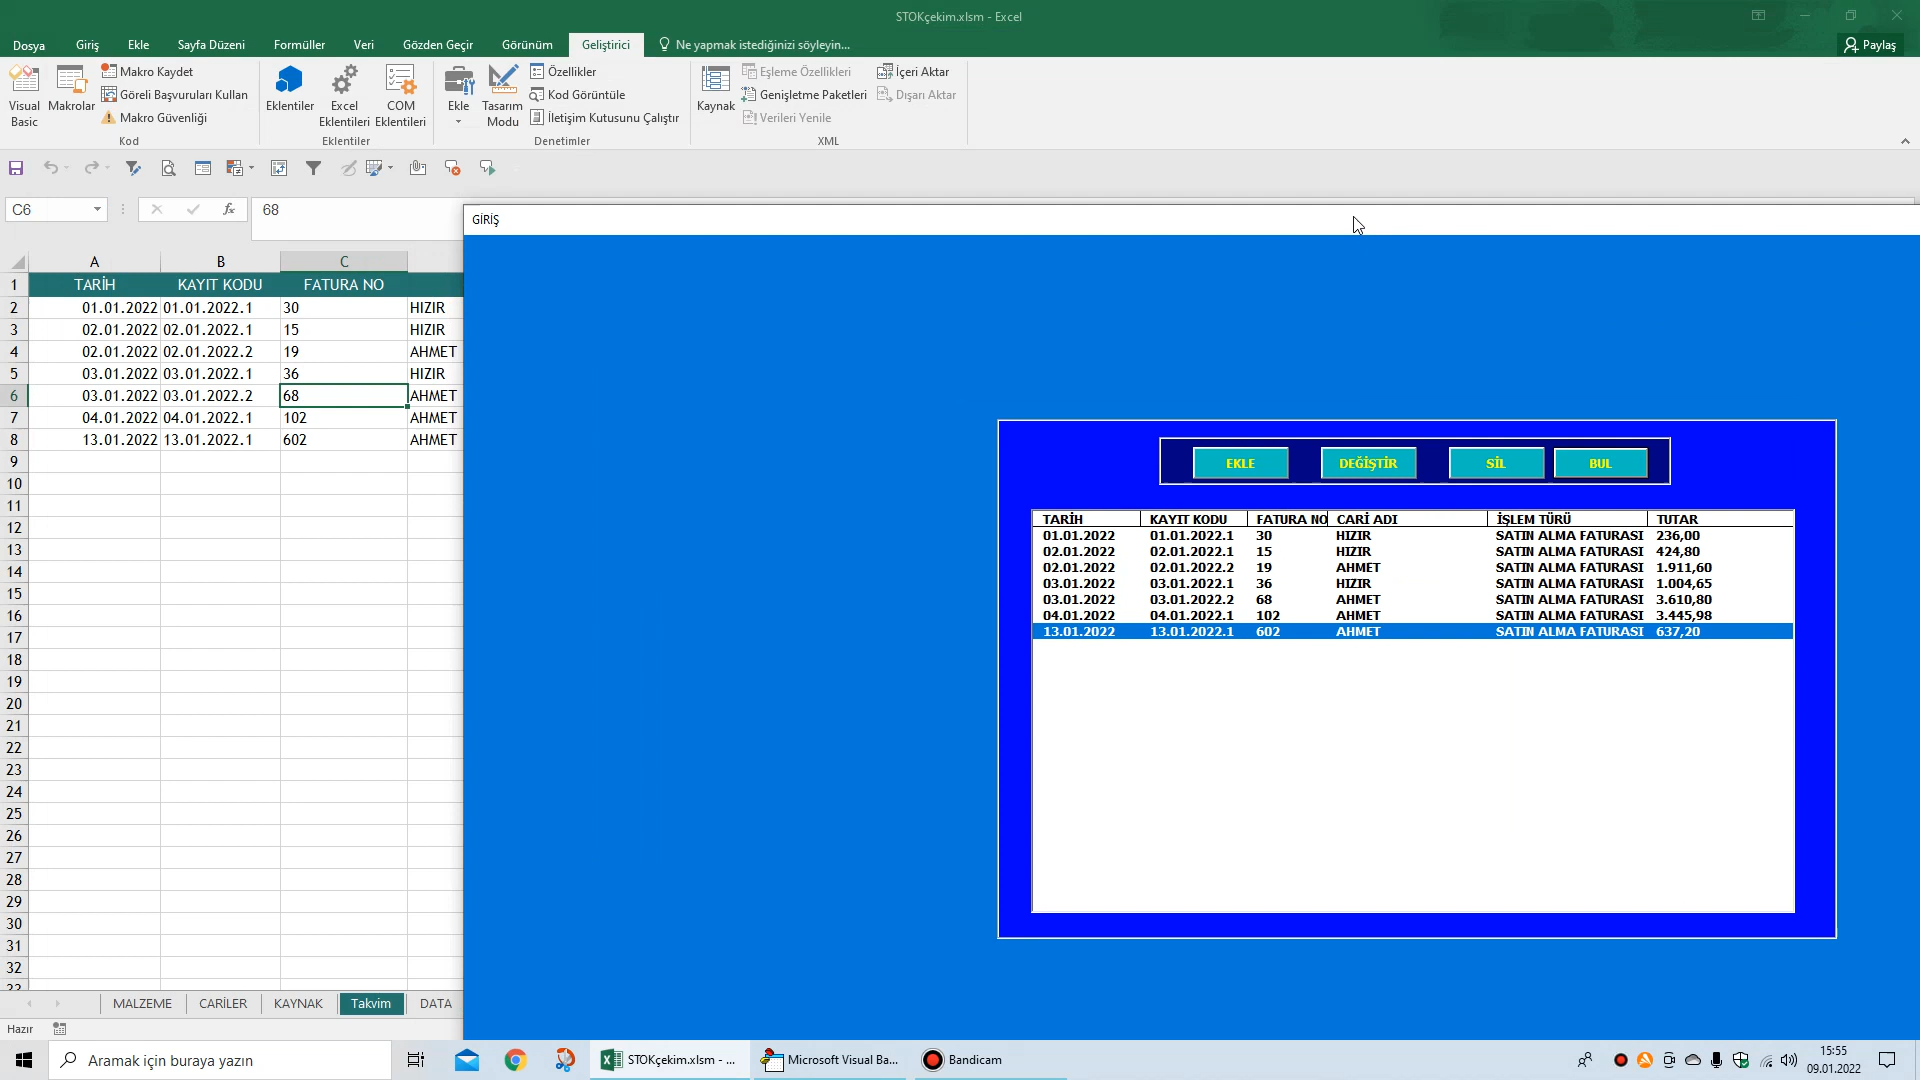 STOKçekim.xlsm - Excel
Dosya Giriş Ekle Sayfa Düzeni Formüller Veri Gözden Geçir Görünüm Geliştirici Ne yapmak istediğinizi söyleyin... Paylaş
Visual Basic
Makrolar
Makro Kaydet
Göreli Başvuruları Kullan
Makro Güvenliği
Kod
Eklentiler
Excel Eklentileri
COM Eklentileri
Eklentiler
Ekle
Tasarım Modu
Özellikler
Kod Görüntüle
İletişim Kutusunu Çalıştır
Denetimler
Kaynak
Eşleme Özellikleri
Genişletme Paketleri
Verileri Yenile
İçeri Aktar
Dışarı Aktar
XML
C6 fx 68
A B C
1 TARİH KAYIT KODU FATURA NO
2 01.01.2022 01.01.2022.1 30 HIZIR
3 02.01.2022 02.01.2022.1 15 HIZIR
4 02.01.2022 02.01.2022.2 19 AHMET
5 03.01.2022 03.01.2022.1 36 HIZIR
6 03.01.2022 03.01.2022.2 68 AHMET
7 04.01.2022 04.01.2022.1 102 AHMET
8 13.01.2022 13.01.2022.1 602 AHMET
9
10
11
12
13
14
15
16
17
18
19
20
21
22
23
24
25
26
27
28
29
30
31
32
GİRİŞ
EKLE DEĞİŞTİR SİL BUL
TARİH KAYIT KODU FATURA NO CARİ ADI İŞLEM TÜRÜ TUTAR
01.01.2022 01.01.2022.1 30 HIZIR SATIN ALMA FATURASI 236,00
02.01.2022 02.01.2022.1 15 HIZIR SATIN ALMA FATURASI 424,80
02.01.2022 02.01.2022.2 19 AHMET SATIN ALMA FATURASI 1.911,60
03.01.2022 03.01.2022.1 36 HIZIR SATIN ALMA FATURASI 1.004,65
03.01.2022 03.01.2022.2 68 AHMET SATIN ALMA FATURASI 3.610,80
04.01.2022 04.01.2022.1 102 AHMET SATIN ALMA FATURASI 3.445,98
13.01.2022 13.01.2022.1 602 AHMET SATIN ALMA FATURASI 637,20
MALZEME CARİLER KAYNAK Takvim DATA
Hazır
Aramak için buraya yazın
STOKçekim.xlsm - ...
Microsoft Visual Ba...
Bandicam
15:55
09.01.2022